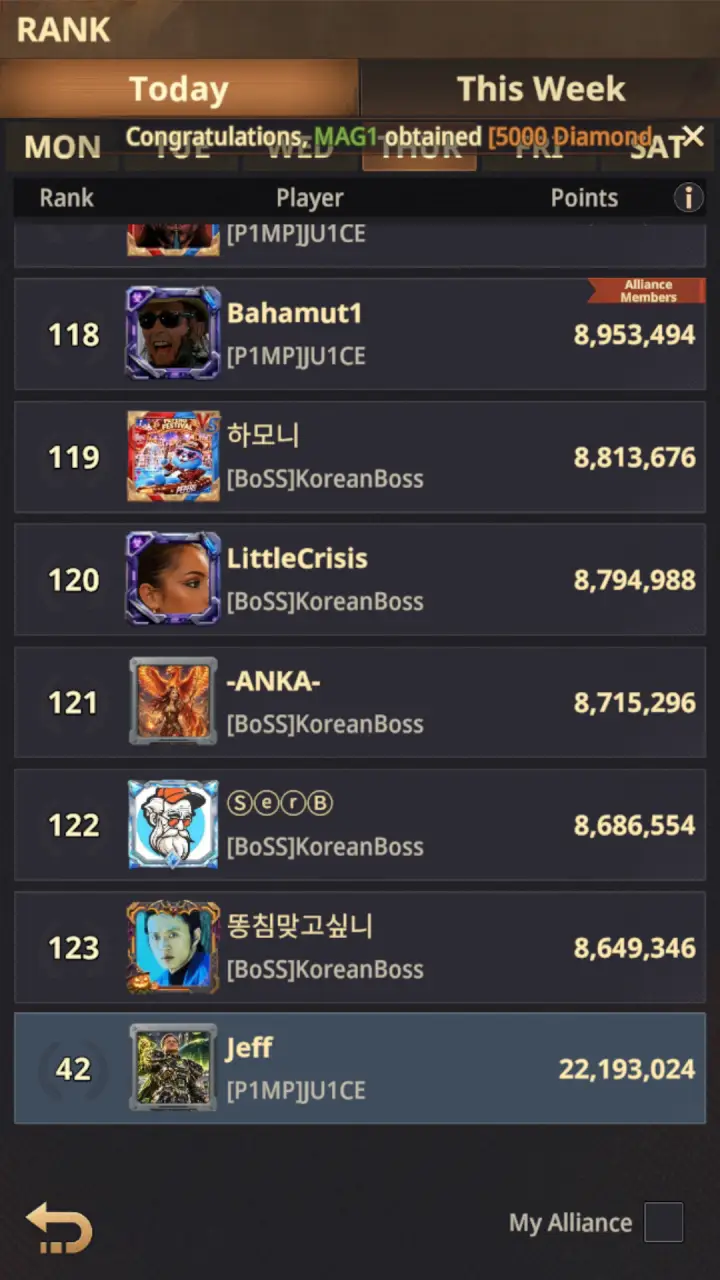 RANK
Today
This Week
Congratulations, MAG1 obtained [5000 Diamond
MON
TUE
WED
THUR
FRI
SAT
Rank
Player
Points
[P1MP]JU1CE
Alliance
Members
118
Bahamut1
[P1MP]JU1CE
8,953,494
119
하모니
[BoSS]KoreanBoss
8,813,676
120
LittleCrisis
[BoSS]KoreanBoss
8,794,988
121
-ANKA-
[BoSS]KoreanBoss
8,715,296
122
ⓈⓔⓡⒷ
[BoSS]KoreanBoss
8,686,554
123
똥침맞고싶니
[BoSS]KoreanBoss
8,649,346
42
Jeff
[P1MP]JU1CE
22,193,024
My Alliance